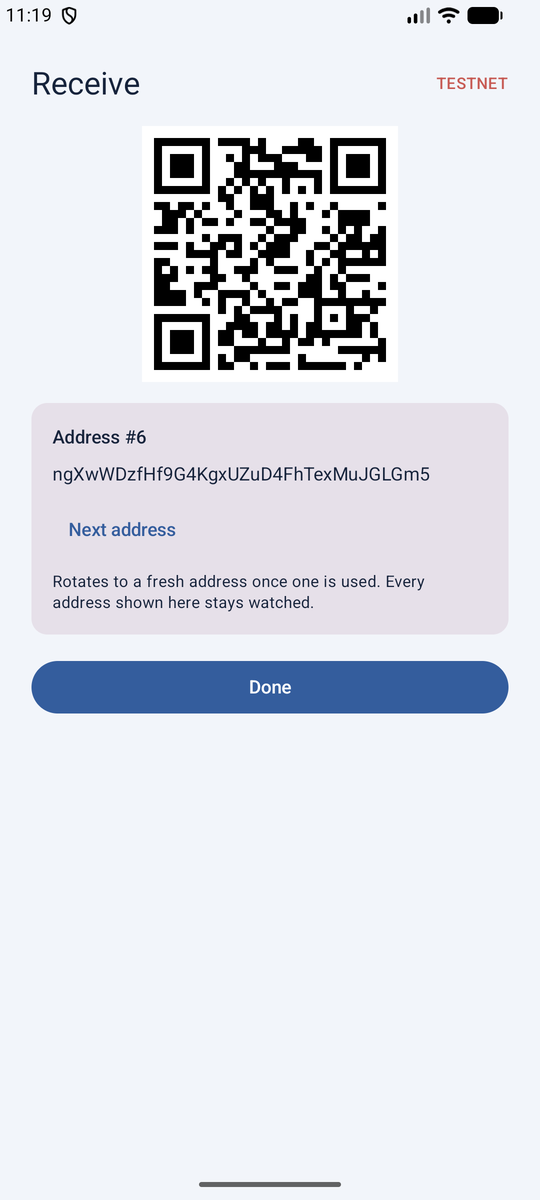 11:19
Receive
TESTNET
Address #6
ngXwWDzfHf9G4KgxUZuD4FhTexMuJGLGm5
Next address
Rotates to a fresh address once one is used. Every
address shown here stays watched.
Done